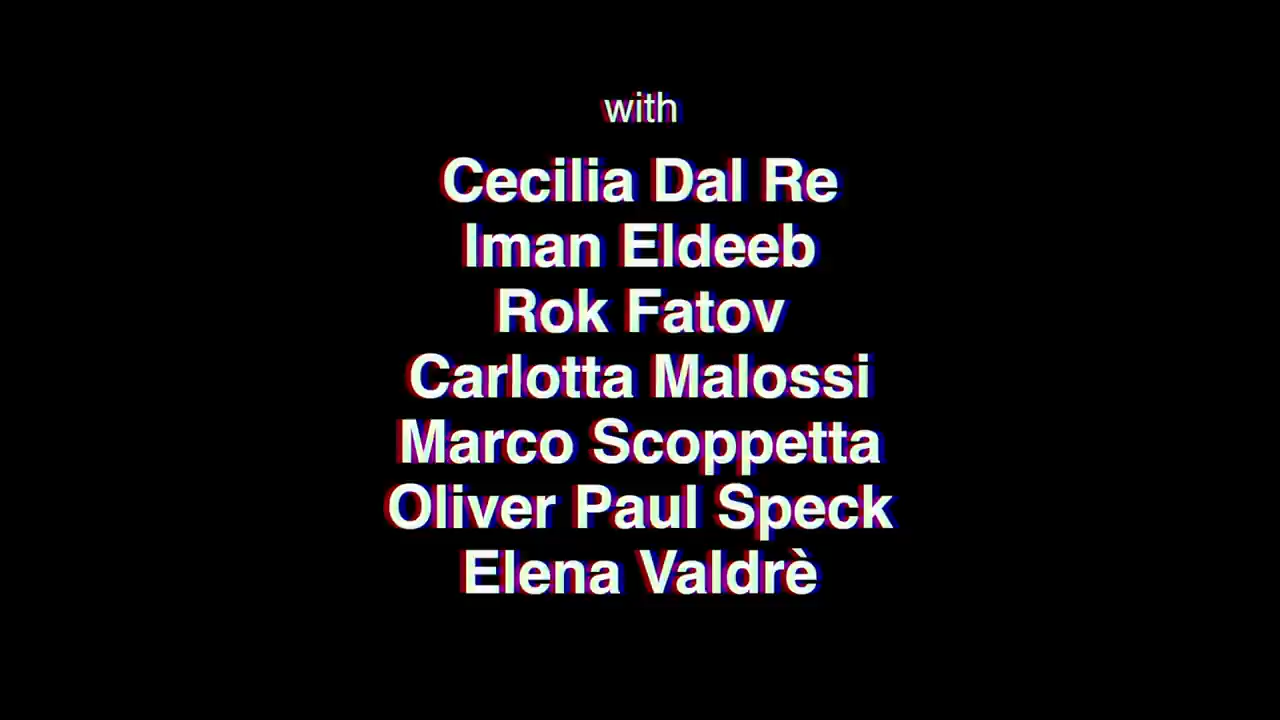 with
Cecilia Dal Re
Iman Eldeeb
Rok Fatov
Carlotta Malossi
Marco Scoppetta
Oliver Paul Speck
Elena Valdrè